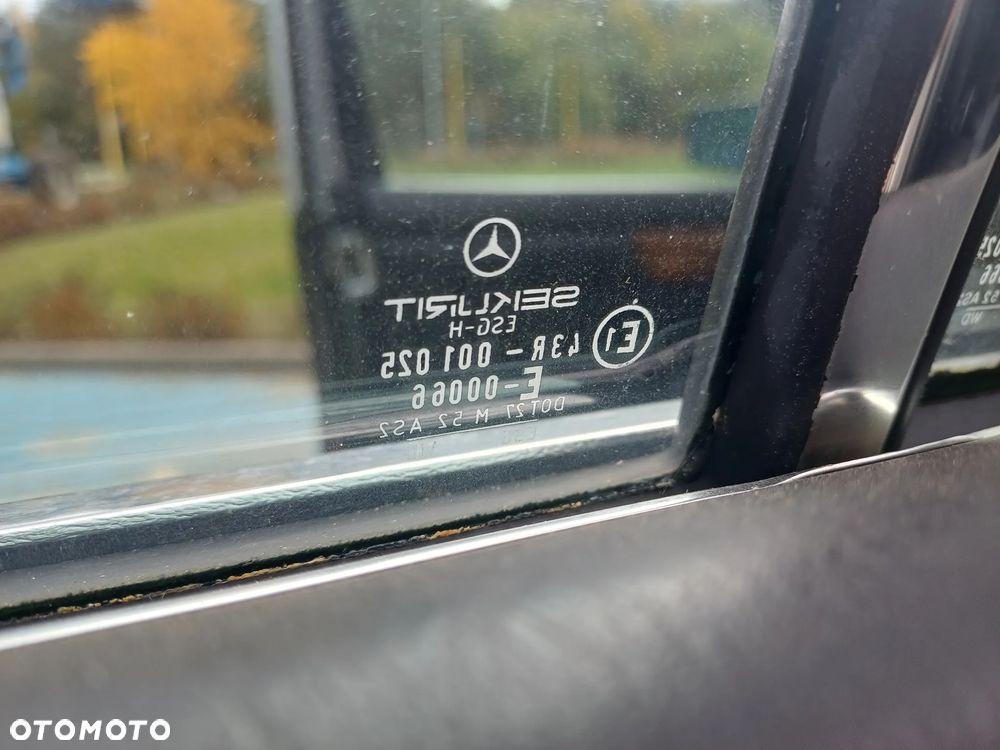 SEKURIT
ESG-H
E1
43R-001 025
E-00066
DOT27 M 52 AS2
OTOMOTO